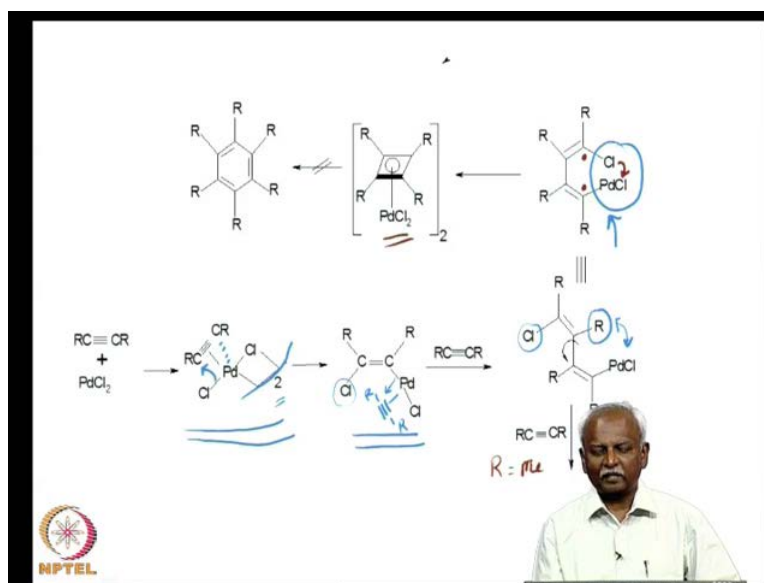 R
R R
R R
R
R R
R R
PdCl₂
2
R
R Cl
PdCl
R
R
RC≡CR
+
PdCl₂
CR
RC
Cl
Pd
Cl
2
R R
C=C
Cl Pd
Cl
R
R
RC=CR
R
Cl R
R PdCl
RC=CR
R = Me
NPTEL